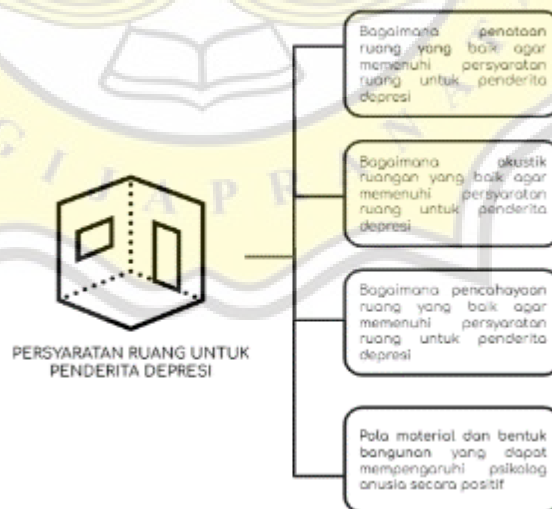 Bagaimana penataan
ruang yang baik agar
memenuhi persyaratan
ruang untuk penderita
depresi
Bagaimana akustik
ruangan yang baik agar
memenuhi persyaratan
ruang untuk penderita
depresi
PERSYARATAN RUANG UNTUK
PENDERITA DEPRESI
Bagaimana pencahayaan
ruang yang baik agar
memenuhi persyaratan
ruang untuk penderita
depresi
Pola material dan bentuk
bangunan yang dapat
mempengaruhi psikolog
anusia secara positif
G I J A P R A N A